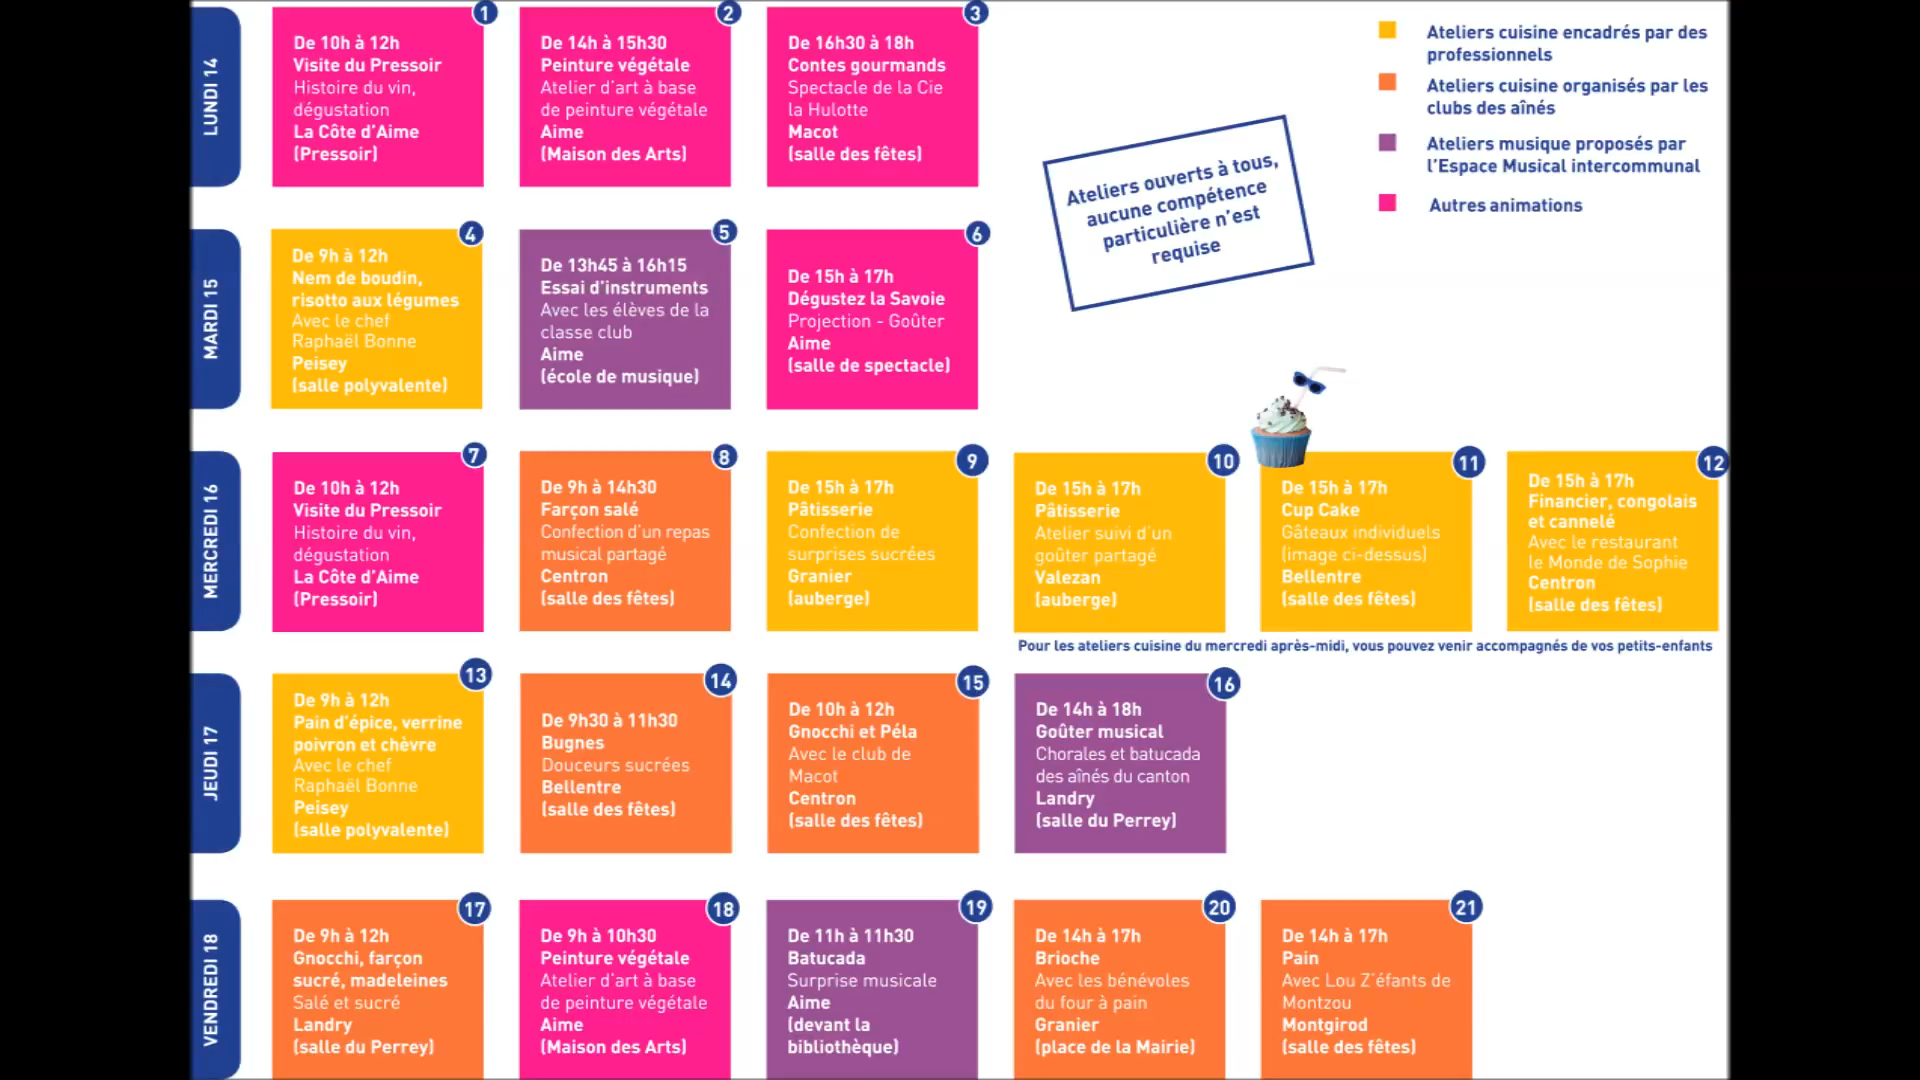 LUNDI 14
1
De 10h à 12h
Visite du Pressoir
Histoire du vin,
dégustation
La Côte d'Aime
(Pressoir)
2
De 14h à 15h30
Peinture végétale
Atelier d'art à base
de peinture végétale
Aime
(Maison des Arts)
3
De 16h30 à 18h
Contes gourmands
Spectacle de la Cie
la Hulotte
Macot
(salle des fêtes)
Ateliers ouverts à tous,
aucune compétence
particulière n'est
requise
Ateliers cuisine encadrés par des
professionnels
Ateliers cuisine organisés par les
clubs des aînés
Ateliers musique proposés par
l'Espace Musical intercommunal
Autres animations
MARDI 15
4
De 9h à 12h
Nem de boudin,
risotto aux légumes
Avec le chef
Raphaël Bonne
Peisey
(salle polyvalente)
5
De 13h45 à 16h15
Essai d'instruments
Avec les élèves de la
classe club
Aime
(école de musique)
6
De 15h à 17h
Dégustez la Savoie
Projection - Goûter
Aime
(salle de spectacle)
MERCREDI 16
7
De 10h à 12h
Visite du Pressoir
Histoire du vin,
dégustation
La Côte d'Aime
(Pressoir)
8
De 9h à 14h30
Farçon salé
Confection d'un repas
musical partagé
Centron
(salle des fêtes)
9
De 15h à 17h
Pâtisserie
Confection de
surprises sucrées
Granier
(auberge)
10
De 15h à 17h
Pâtisserie
Atelier suivi d'un
goûter partagé
Valezan
(auberge)
11
De 15h à 17h
Cup Cake
Gâteaux individuels
(image ci-dessus)
Bellentre
(salle des fêtes)
12
De 15h à 17h
Financier, congolais
et cannelé
Avec le restaurant
le Monde de Sophie
Centron
(salle des fêtes)
Pour les ateliers cuisine du mercredi après-midi, vous pouvez venir accompagnés de vos petits-enfants
JEUDI 17
13
De 9h à 12h
Pain d'épice, verrine
poivron et chèvre
Avec le chef
Raphaël Bonne
Peisey
(salle polyvalente)
14
De 9h30 à 11h30
Bugnes
Douceurs sucrées
Bellentre
(salle des fêtes)
15
De 10h à 12h
Gnocchi et Péla
Avec le club de
Macot
Centron
(salle des fêtes)
16
De 14h à 18h
Goûter musical
Chorales et batucada
des aînés du canton
Landry
(salle du Perrey)
VENDREDI 18
17
De 9h à 12h
Gnocchi, farçon
sucré, madeleines
Salé et sucré
Landry
(salle du Perrey)
18
De 9h à 10h30
Peinture végétale
Atelier d'art à base
de peinture végétale
Aime
(Maison des Arts)
19
De 11h à 11h30
Batucada
Surprise musicale
Aime
(devant la
bibliothèque)
20
De 14h à 17h
Brioche
Avec les bénévoles
du four à pain
Granier
(place de la Mairie)
21
De 14h à 17h
Pain
Avec Lou Z'éfants de
Montzou
Montgirod
(salle des fêtes)